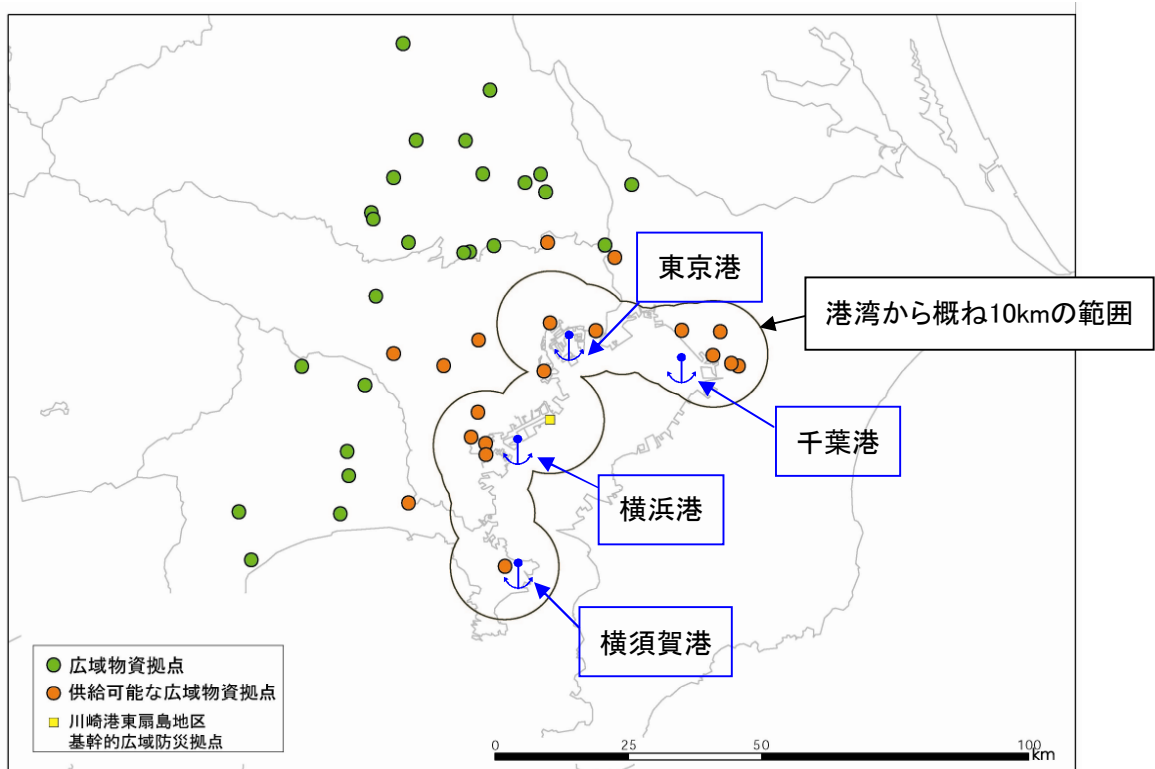 東京港
港湾から概ね10kmの範囲
千葉港
横浜港
横須賀港
広域物資拠点
供給可能な広域物資拠点
川崎港東扇島地区
基幹的広域防災拠点
0 25 50 100
km